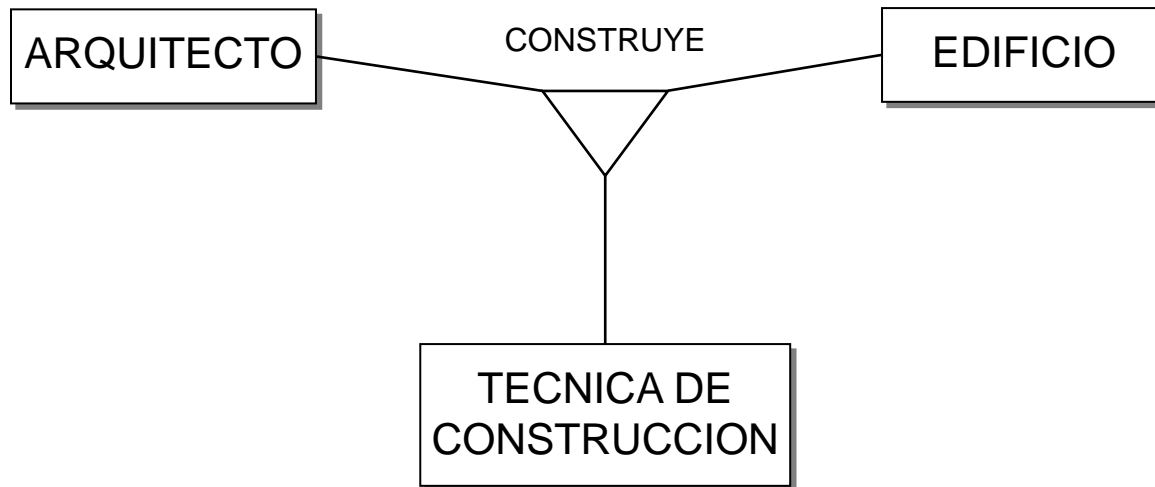 ARQUITECTO
CONSTRUYE
EDIFICIO
TECNICA DE
CONSTRUCCION